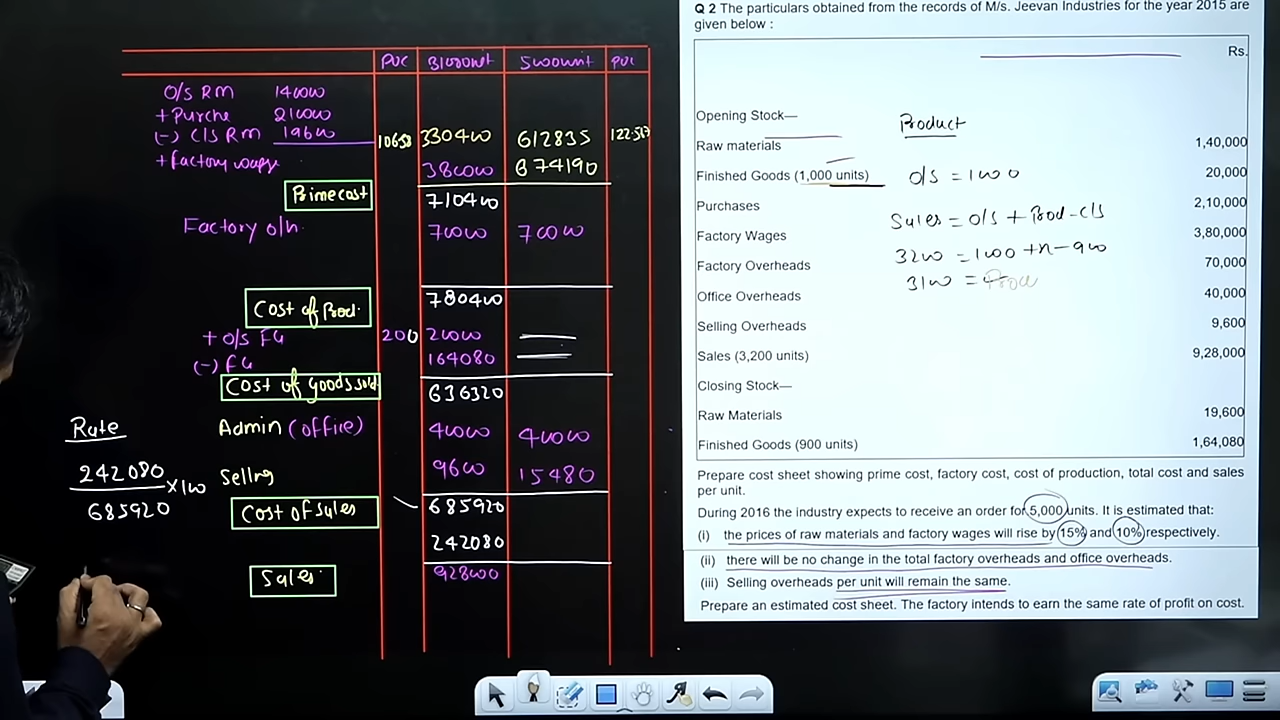 PUC 3100unit 5000unit PUC
O/S RM 140000
+ Purche 210000
(-) C/S RM 19600 106.58 330400 612835 122.567
+ factory wages 380000 674190
Prime cost 710400
Factory o/h 70000 70000
Cost of Prod. 780400
+ O/S FG 200 20000
(-) FG 164080
Cost of goods sold 636320
Admin (office) 40000 40000
Selling 9600 15480
Cost of Sales 685920
242080
Sales 928000
Rate
242080 × 100
685920
Q 2 The particulars obtained from the records of M/s. Jeevan Industries for the year 2015 are
given below :
Rs.
Opening Stock—
Raw materials 1,40,000
Finished Goods (1,000 units) 20,000
Purchases 2,10,000
Factory Wages 3,80,000
Factory Overheads 70,000
Office Overheads 40,000
Selling Overheads 9,600
Sales (3,200 units) 9,28,000
Closing Stock—
Raw Materials 19,600
Finished Goods (900 units) 1,64,080
Product
O/S = 1000
Sales = O/S + Prod - C/S
3200 = 1000 + n - 900
3100 = Prod
Prepare cost sheet showing prime cost, factory cost, cost of production, total cost and sales
per unit.
During 2016 the industry expects to receive an order for 5,000 units. It is estimated that:
(i) the prices of raw materials and factory wages will rise by 15% and 10% respectively.
(ii) there will be no change in the total factory overheads and office overheads.
(iii) Selling overheads per unit will remain the same.
Prepare an estimated cost sheet. The factory intends to earn the same rate of profit on cost.